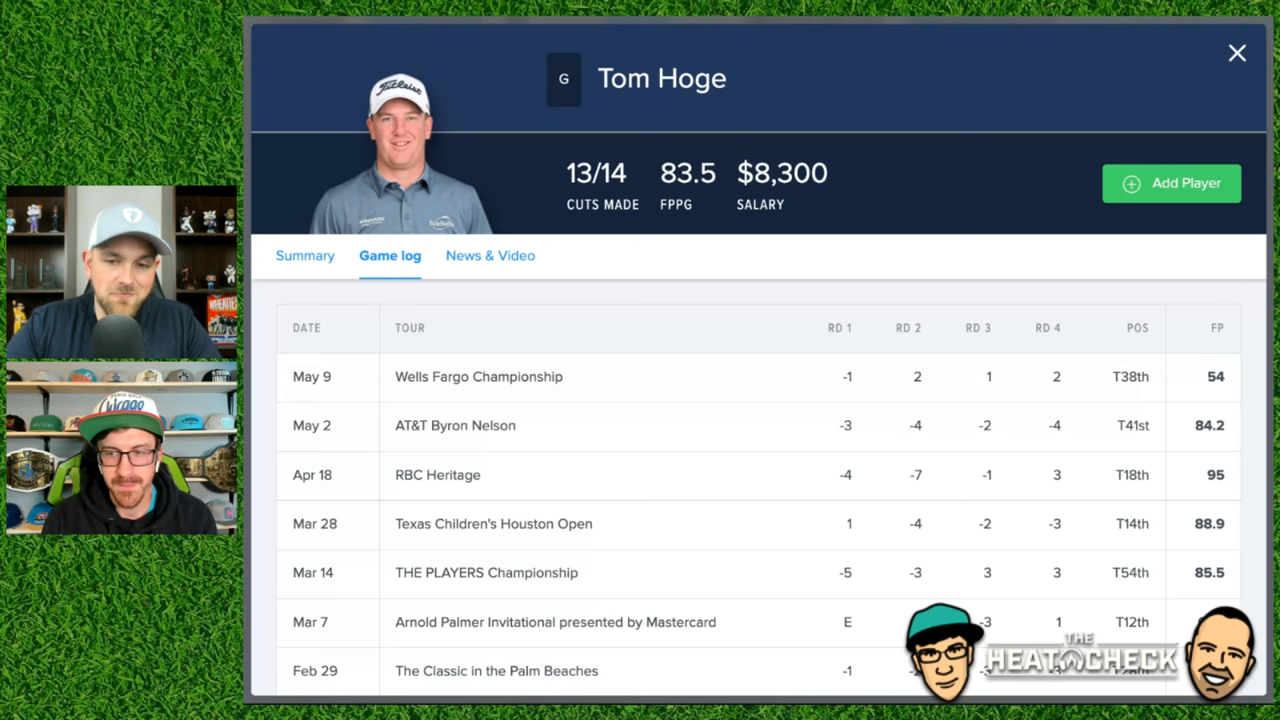 G Tom Hoge
Titleist
13/14 83.5 $8,300
CUTS MADE FPPG SALARY
Add Player
Summary Game log News & Video
DATE TOUR RD 1 RD 2 RD 3 RD 4 POS FP
May 9 Wells Fargo Championship -1 2 1 2 T38th 54
May 2 AT&T Byron Nelson -3 -4 -2 -4 T41st 84.2
Apr 18 RBC Heritage -4 -7 -1 3 T18th 95
Mar 28 Texas Children's Houston Open 1 -4 -2 -3 T14th 88.9
Mar 14 THE PLAYERS Championship -5 -3 3 3 T54th 85.5
Mar 7 Arnold Palmer Invitational presented by Mastercard E -3 1 T12th
Feb 29 The Classic in the Palm Beaches -1
THE
HEAT CHECK
WHEATIES
Chicago